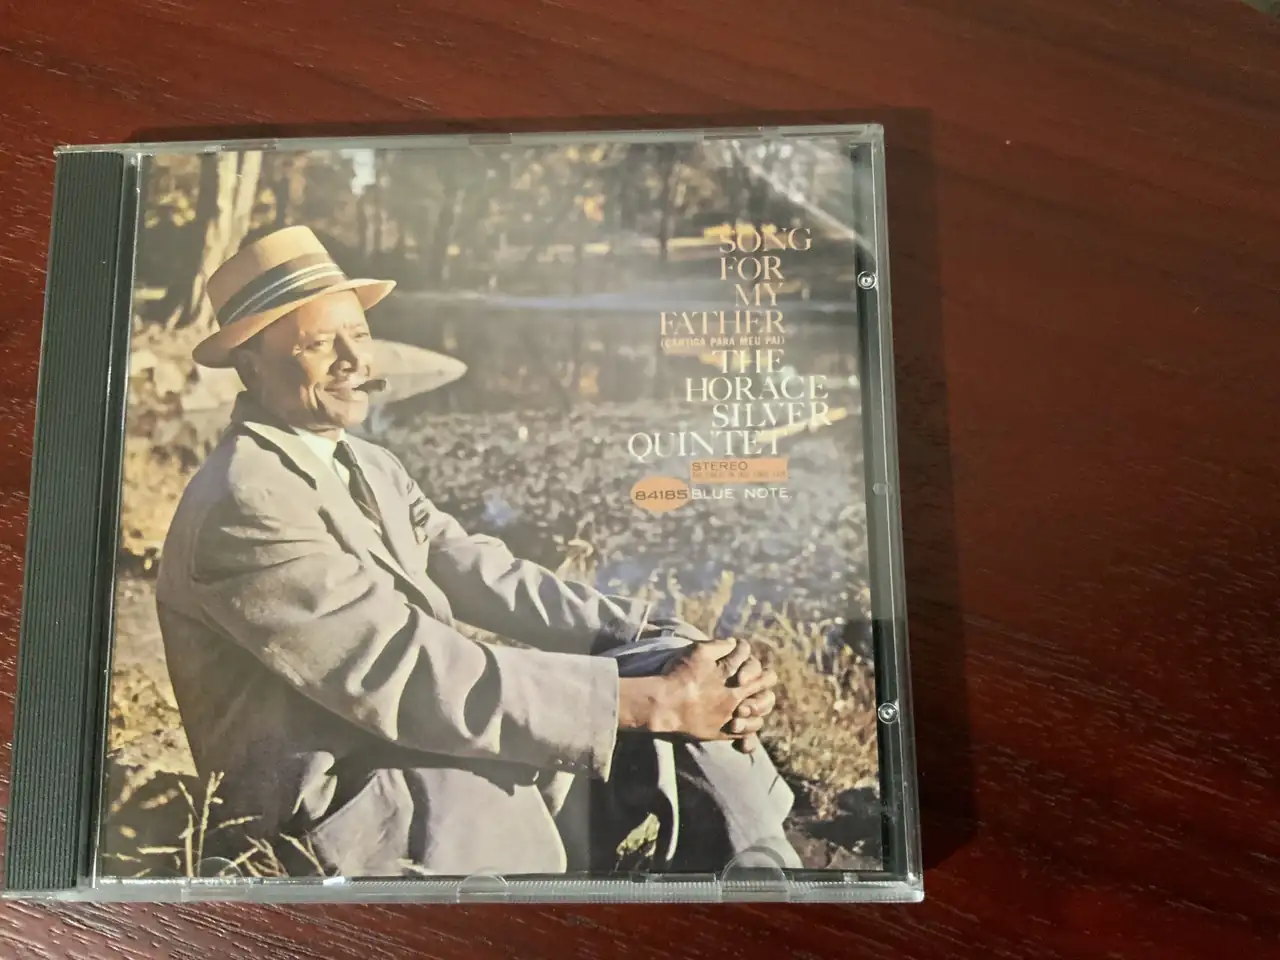 SONG
FOR
MY
FATHER
(CANTIGA PARA MEU PAI)
THE
HORACE
SILVER
QUINTET
STEREO
84185 BLUE NOTE